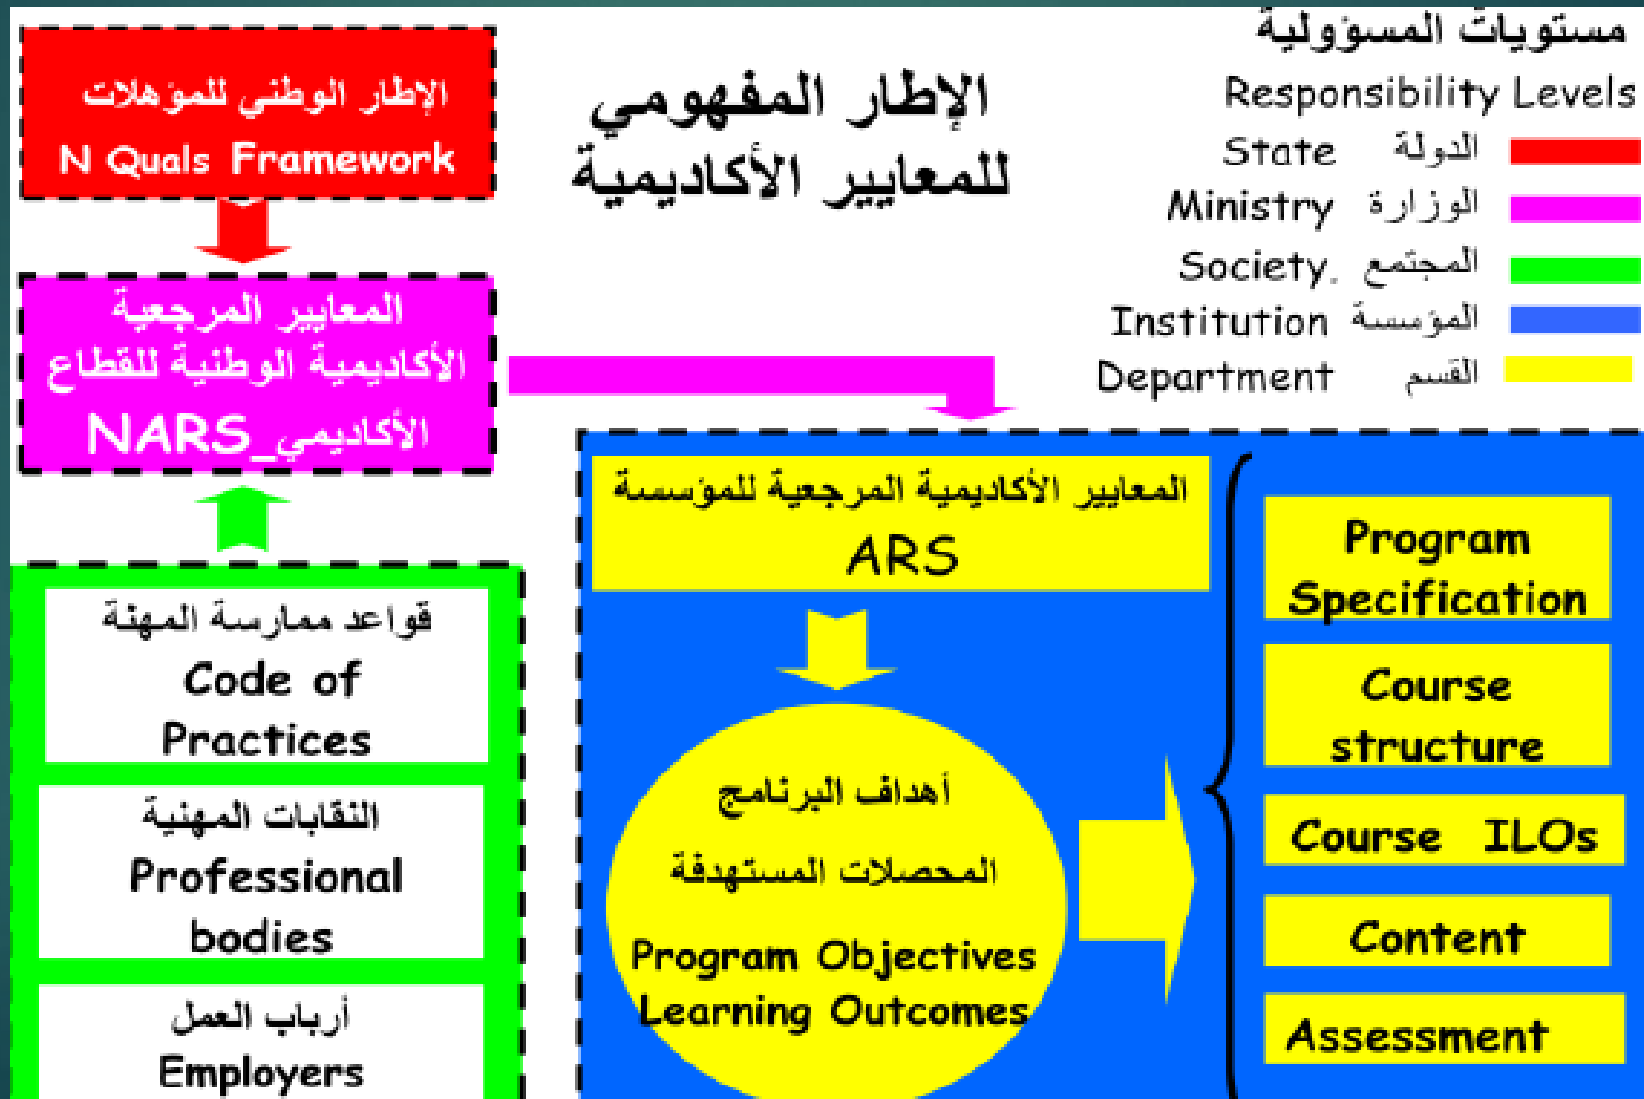 الإطار الوطني للمؤهلات
N Quals Framework
الإطار المفهومي
للمعايير الأكاديمية
مستويات المسؤولية
Responsibility Levels
State الدولة
Ministry الوزارة
Society. المجتمع
Institution المؤسسة
Department القسم
المعايير المرجعية
الأكاديمية الوطنية للقطاع
الأكاديمي_NARS
قواعد ممارسة المهنة
Code of
Practices
النقابات المهنية
Professional
bodies
أرباب العمل
Employers
المعايير الأكاديمية المرجعية للمؤسسة
ARS
أهداف البرنامج
المحصلات المستهدفة
Program Objectives
Learning Outcomes
Program
Specification
Course
structure
Course ILOs
Content
Assessment